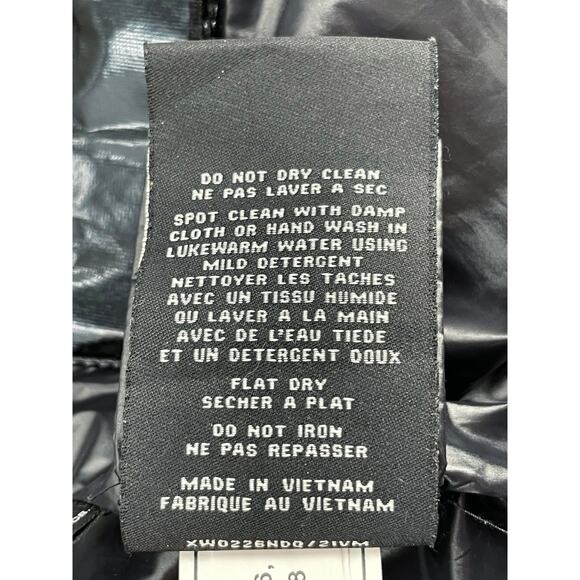 DO NOT DRY CLEAN
NE PAS LAVER A SEC
SPOT CLEAN WITH DAMP
CLOTH OR HAND WASH IN
LUKEWARM WATER USING
MILD DETERGENT
NETTOYER LES TACHES
AVEC UN TISSU HUMIDE
OU LAVER A LA MAIN
AVEC DE L'EAU TIEDE
ET UN DETERGENT DOUX
FLAT DRY
SECHER A PLAT
DO NOT IRON
NE PAS REPASSER
MADE IN VIETNAM
FABRIQUE AU VIETNAM
XW0226NDQ/21VM